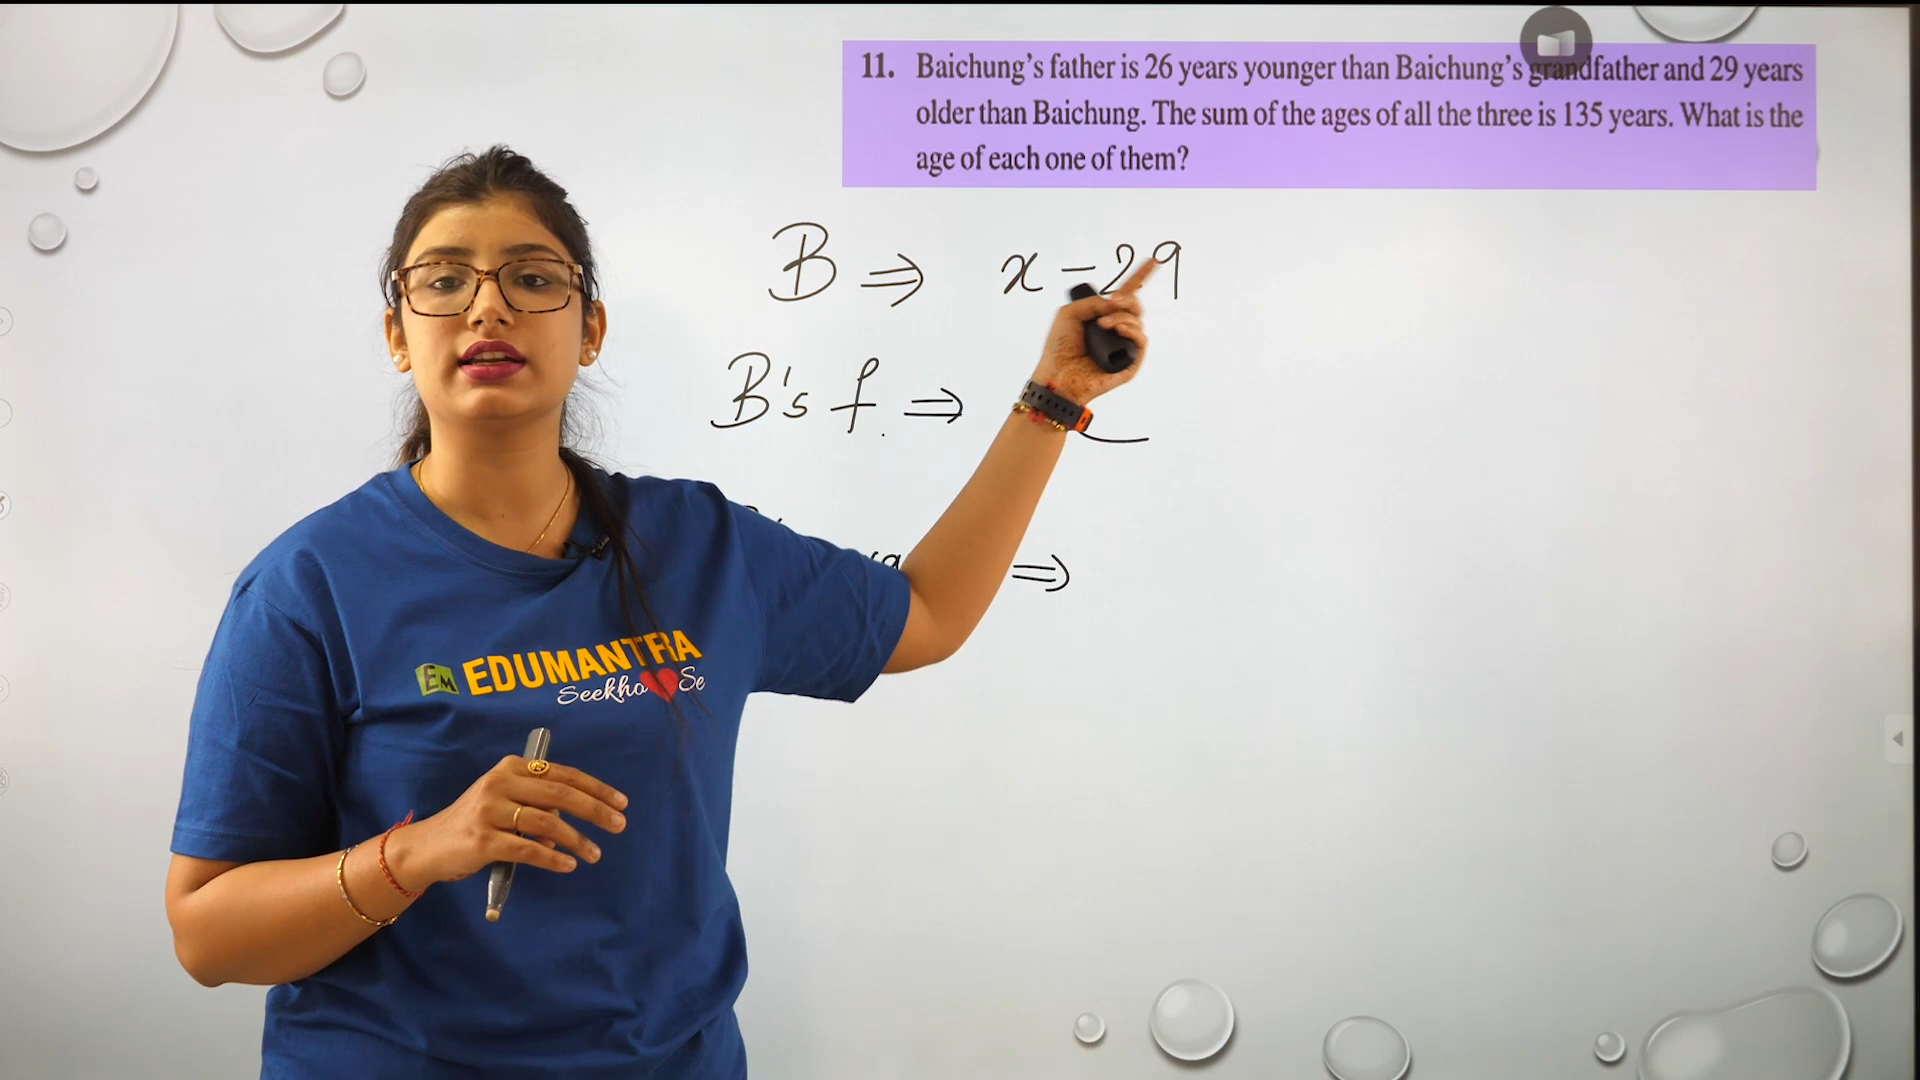 11. Baichung's father is 26 years younger than Baichung's grandfather and 29 years
older than Baichung. The sum of the ages of all the three is 135 years. What is the
age of each one of them?
B ⇒ x - 29
B's f. ⇒
⇒
EM EDUMANTRA
Seekho ❤ Se